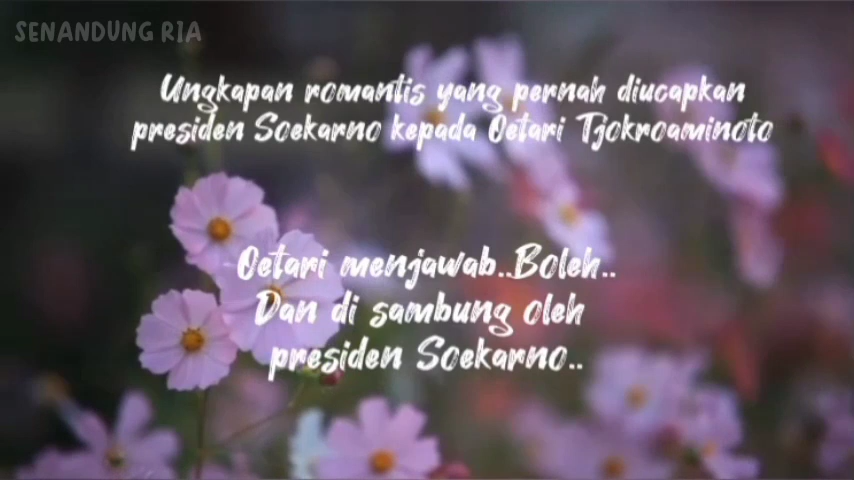 SENANDUNG RIA
Ungkapan romantis yang pernah diucapkan
presiden Soekarno kepada Oetari Tjokroaminoto
Oetari menjawab..Boleh..
Dan di sambung oleh
presiden Soekarno..